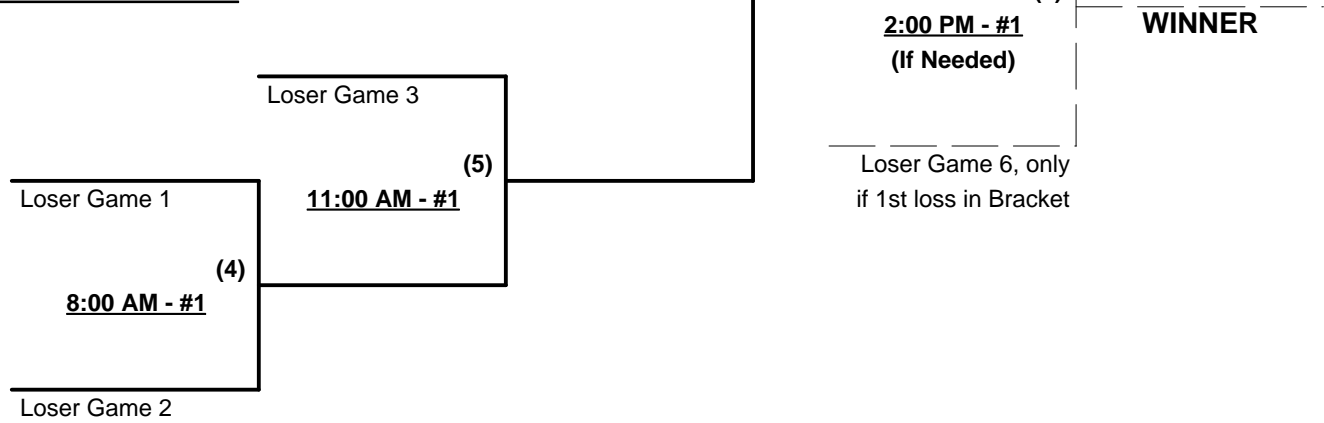 2:00 PM - #1
WINNER
(If Needed)
Loser Game 3
(5)
Loser Game 6, only
Loser Game 1
11:00 AM - #1
if 1st loss in Bracket
(4)
8:00 AM - #1
Loser Game 2